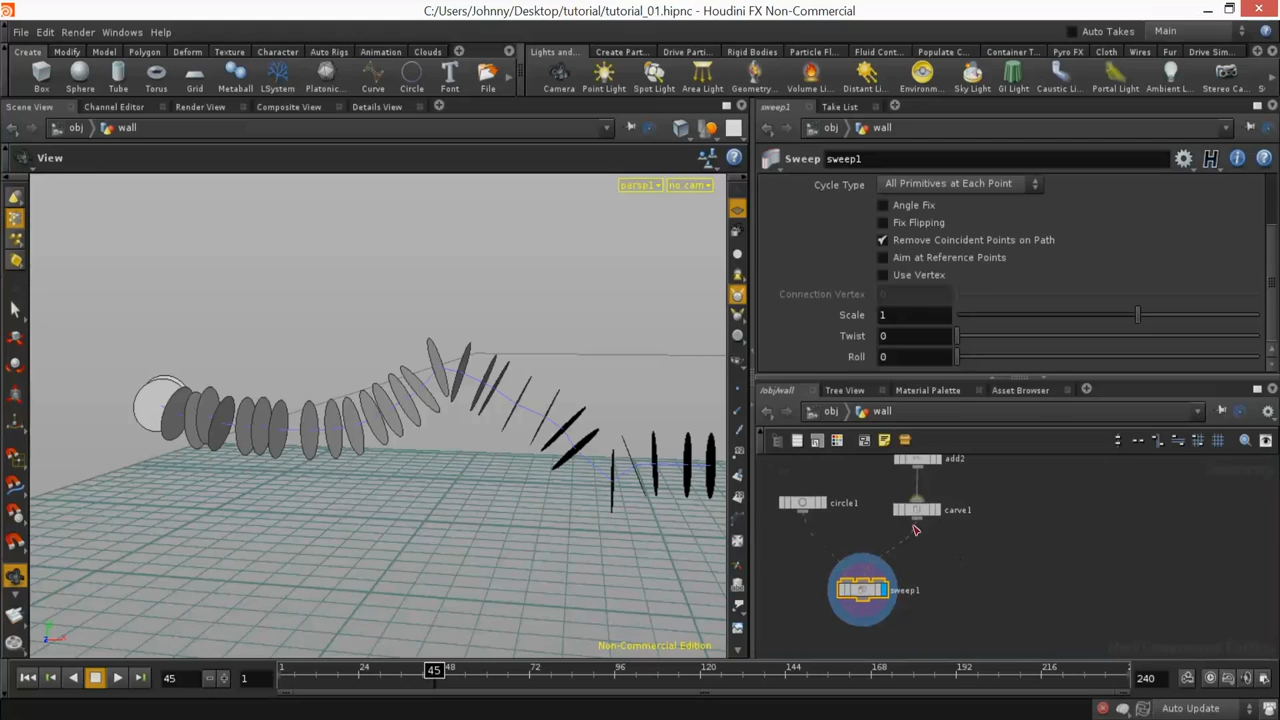 C:/Users/Johnny/Desktop/tutorial/tutorial_01.hipnc - Houdini FX Non-Commercial
File Edit Render Windows Help Auto Takes Main
Create Modify Model Polygon Deform Texture Character Auto Rigs Animation Clouds Lights and... Create Part... Drive Parti... Rigid Bodies Particle Fl... Fluid Cont... Populate C... Container T... Pyro FX Cloth Wires Fur Drive Sim...
Box Sphere Tube Torus Grid Metaball LSystem Platonic... Curve Circle Font File Camera Point Light Spot Light Area Light Geometry... Volume Li... Distant Li... Environm... Sky Light GI Light Caustic Li... Portal Light Ambient L... Stereo Ca...
Scene View Channel Editor Render View Composite View Details View sweep1 Take List
obj wall obj wall
View Sweep sweep1
persp1 no cam
Cycle Type All Primitives at Each Point
Angle Fix
Fix Flipping
Remove Coincident Points on Path
Aim at Reference Points
Use Vertex
Connection Vertex 0
Scale 1
Twist 0
Roll 0
/obj/wall Tree View Material Palette Asset Browser
obj wall
add2
circle1 carve1
sweep1
Non-Commercial Edition
1 24 45 48 72 96 120 144 168 192 216
45 1 240
Auto Update